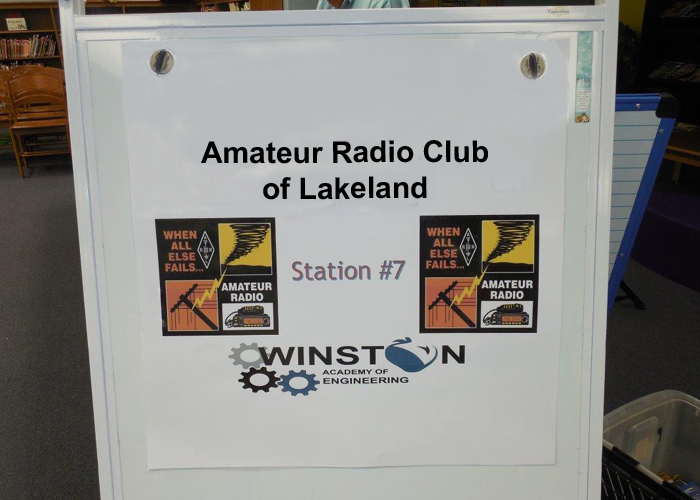 Amateur Radio Club
of Lakeland
WHEN
ALL
ELSE
FAILS...
AMATEUR
RADIO
Station #7
WHEN
ALL
ELSE
FAILS...
AMATEUR
RADIO
WINSTON
ACADEMY OF
ENGINEERING